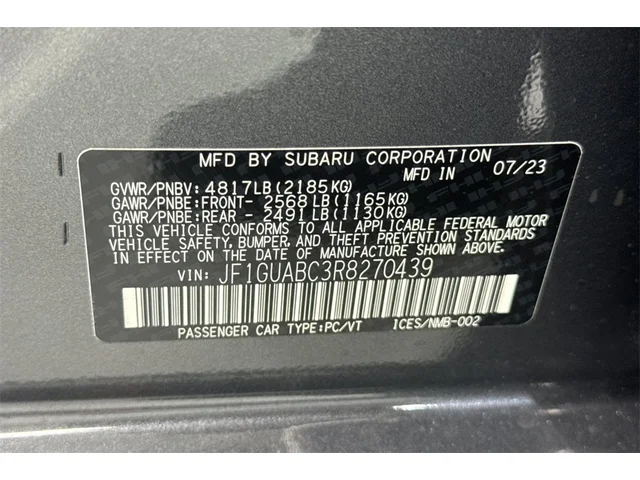 MFD BY SUBARU CORPORATION
MFD IN 07/23
GVWR/PNBV: 4817LB(2185KG)
GAWR/PNBE:FRONT- 2568LB(1165KG)
GAWR/PNBE:REAR - 2491LB(1130KG)
THIS VEHICLE CONFORMS TO ALL APPLICABLE FEDERAL MOTOR
VEHICLE SAFETY, BUMPER, AND THEFT PREVENTION STANDARDS
IN EFFECT ON THE DATE OF MANUFACTURE SHOWN ABOVE.
VIN: JF1GUABC3R8270439
PASSENGER CAR TYPE:PC/VT ICES/NMB-002